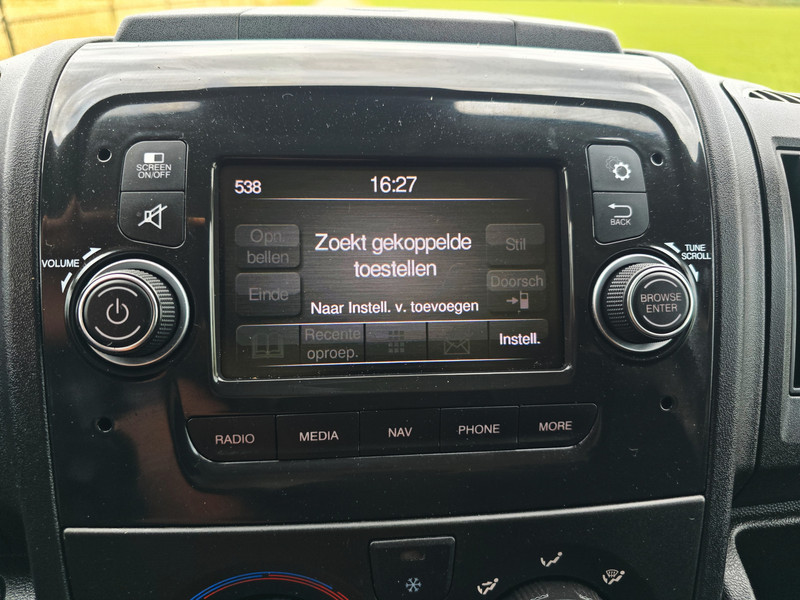 SCREEN
ON/OFF
VOLUME
538
16:27
Opn.
bellen
Zoekt gekoppelde
toestellen
Stil
Einde
Doorsch
Naar Instell. v. toevoegen
Recente
oproep.
Instell.
BACK
TUNE
SCROLL
BROWSE
ENTER
RADIO
MEDIA
NAV
PHONE
MORE